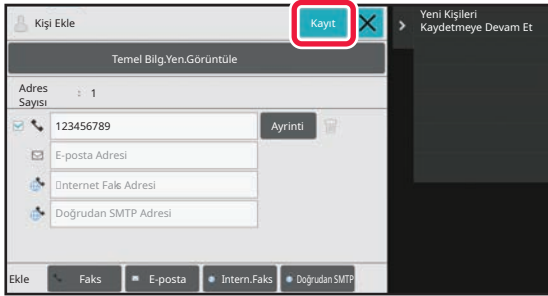 Kişi Ekle
Kayıt
Temel Bilg.Yen.Görüntüle
Adres
Sayısı
: 1
123456789
Ayrinti
E-posta Adresi
nternet Faks Adresi
Doğrudan SMTP Adresi
Ekle
Faks
E-posta
Intern.Faks
Doğrudan SMTP
Yeni Kişileri
Kaydetmeye Devam Et